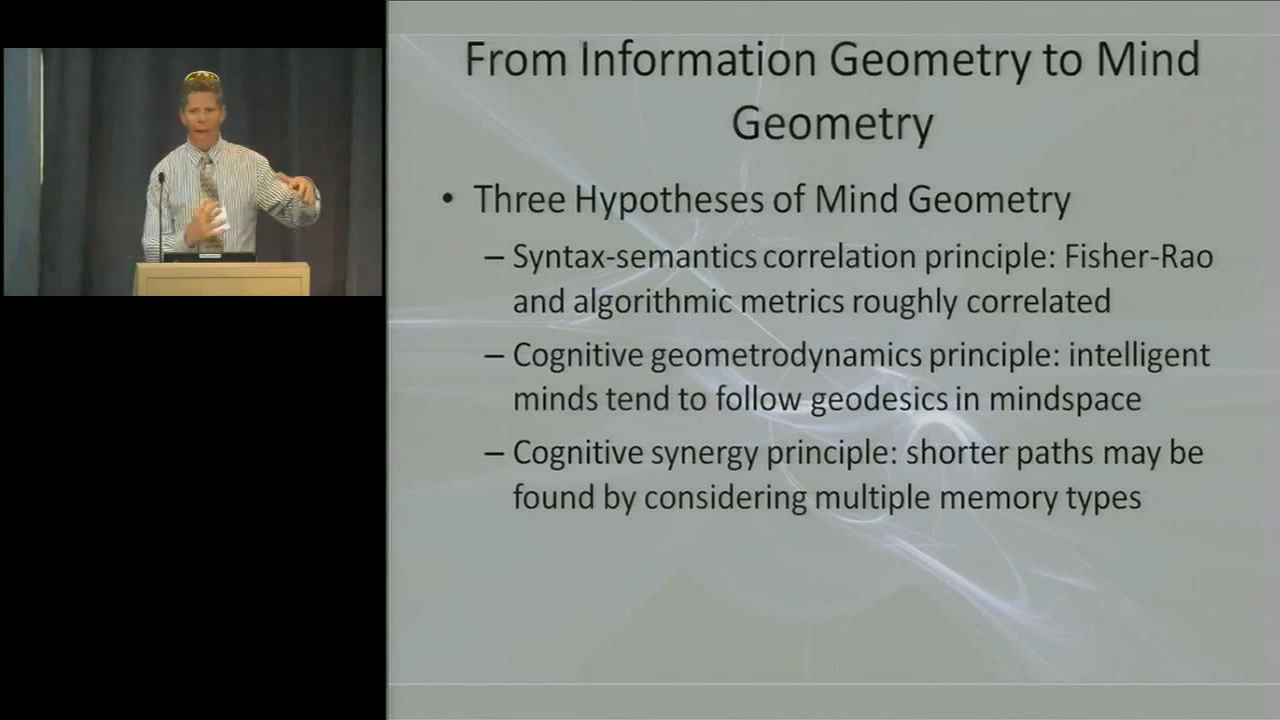 From Information Geometry to Mind
Geometry
• Three Hypotheses of Mind Geometry
– Syntax-semantics correlation principle: Fisher-Rao
and algorithmic metrics roughly correlated
– Cognitive geometrodynamics principle: intelligent
minds tend to follow geodesics in mindspace
– Cognitive synergy principle: shorter paths may be
found by considering multiple memory types